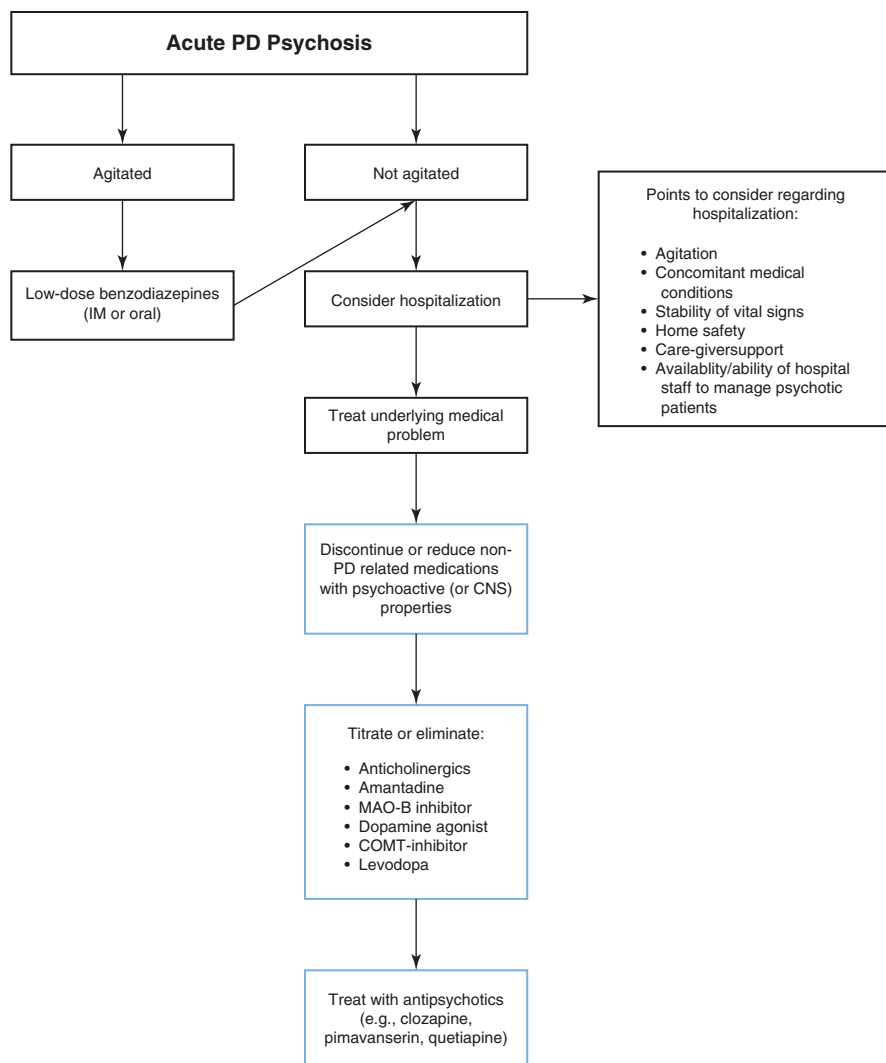 Acute PD Psychosis
Agitated
Not agitated
Low-dose benzodiazepines
(IM or oral)
Consider hospitalization
Points to consider regarding
hospitalization:
• Agitation
• Concomitant medical
conditions
• Stability of vital signs
• Home safety
• Care-giversupport
• Availablity/ability of hospital
staff to manage psychotic
patients
Treat underlying medical
problem
Discontinue or reduce non-
PD related medications
with psychoactive (or CNS)
properties
Titrate or eliminate:
• Anticholinergics
• Amantadine
• MAO-B inhibitor
• Dopamine agonist
• COMT-inhibitor
• Levodopa
Treat with antipsychotics
(e.g., clozapine,
pimavanserin, quetiapine)